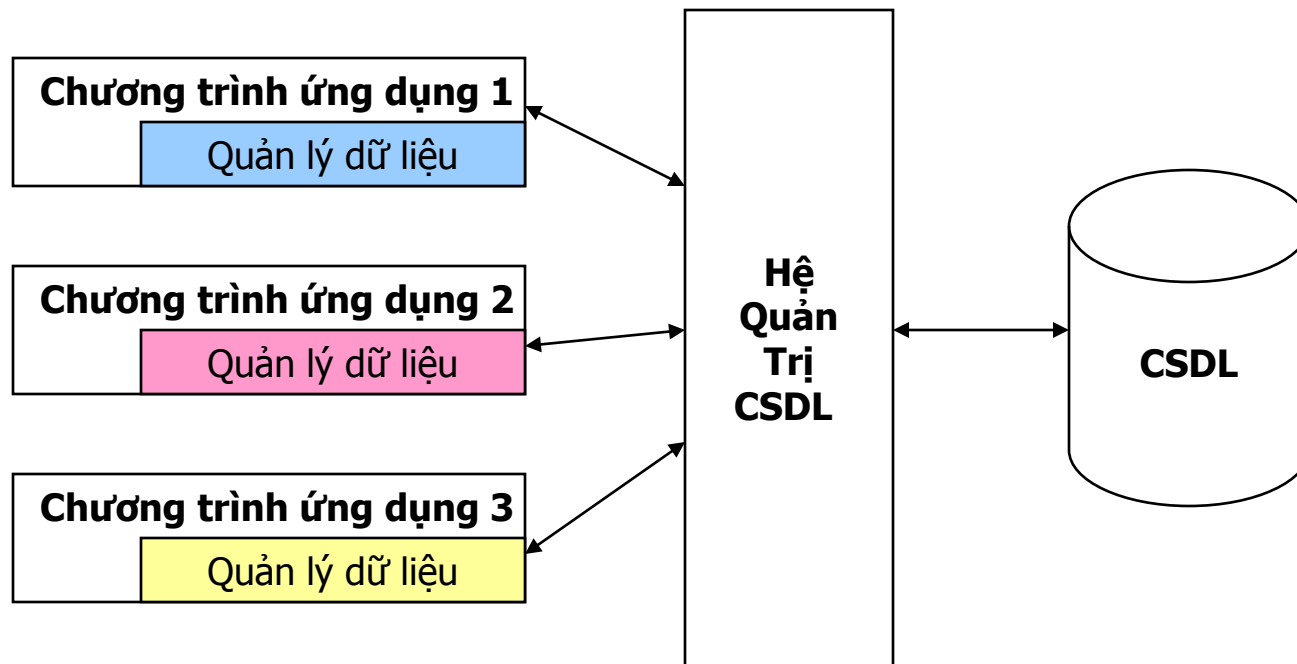 Chương trình ứng dụng 1
Quản lý dữ liệu
Chương trình ứng dụng 2
Quản lý dữ liệu
Chương trình ứng dụng 3
Quản lý dữ liệu
Hệ
Quản
Trị
CSDL
CSDL